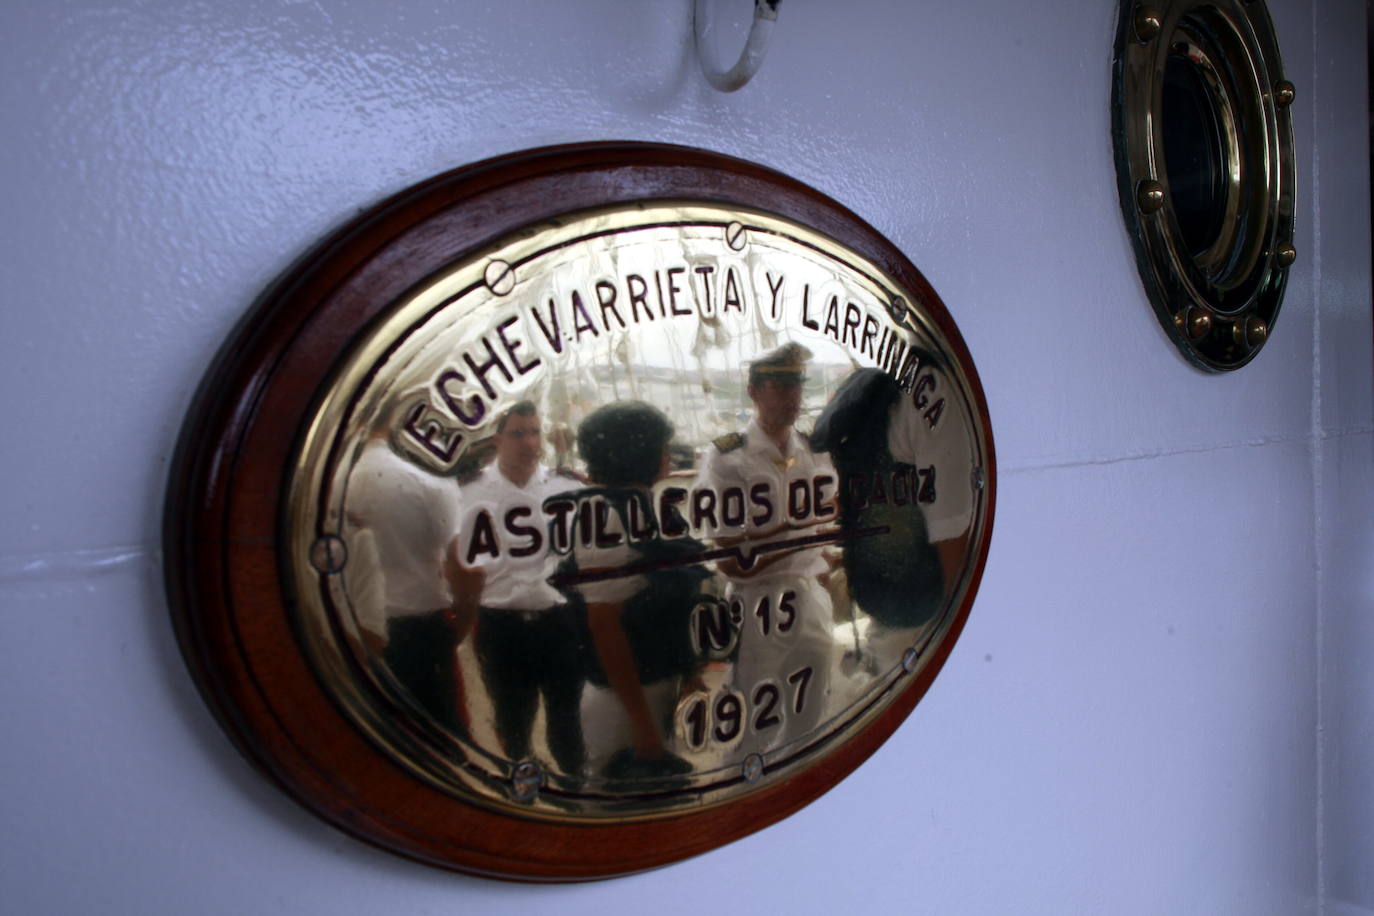 ECHEVARRIETA Y LARRINAGA
ASTILLEROS DE CADIZ
Nº 15
1927